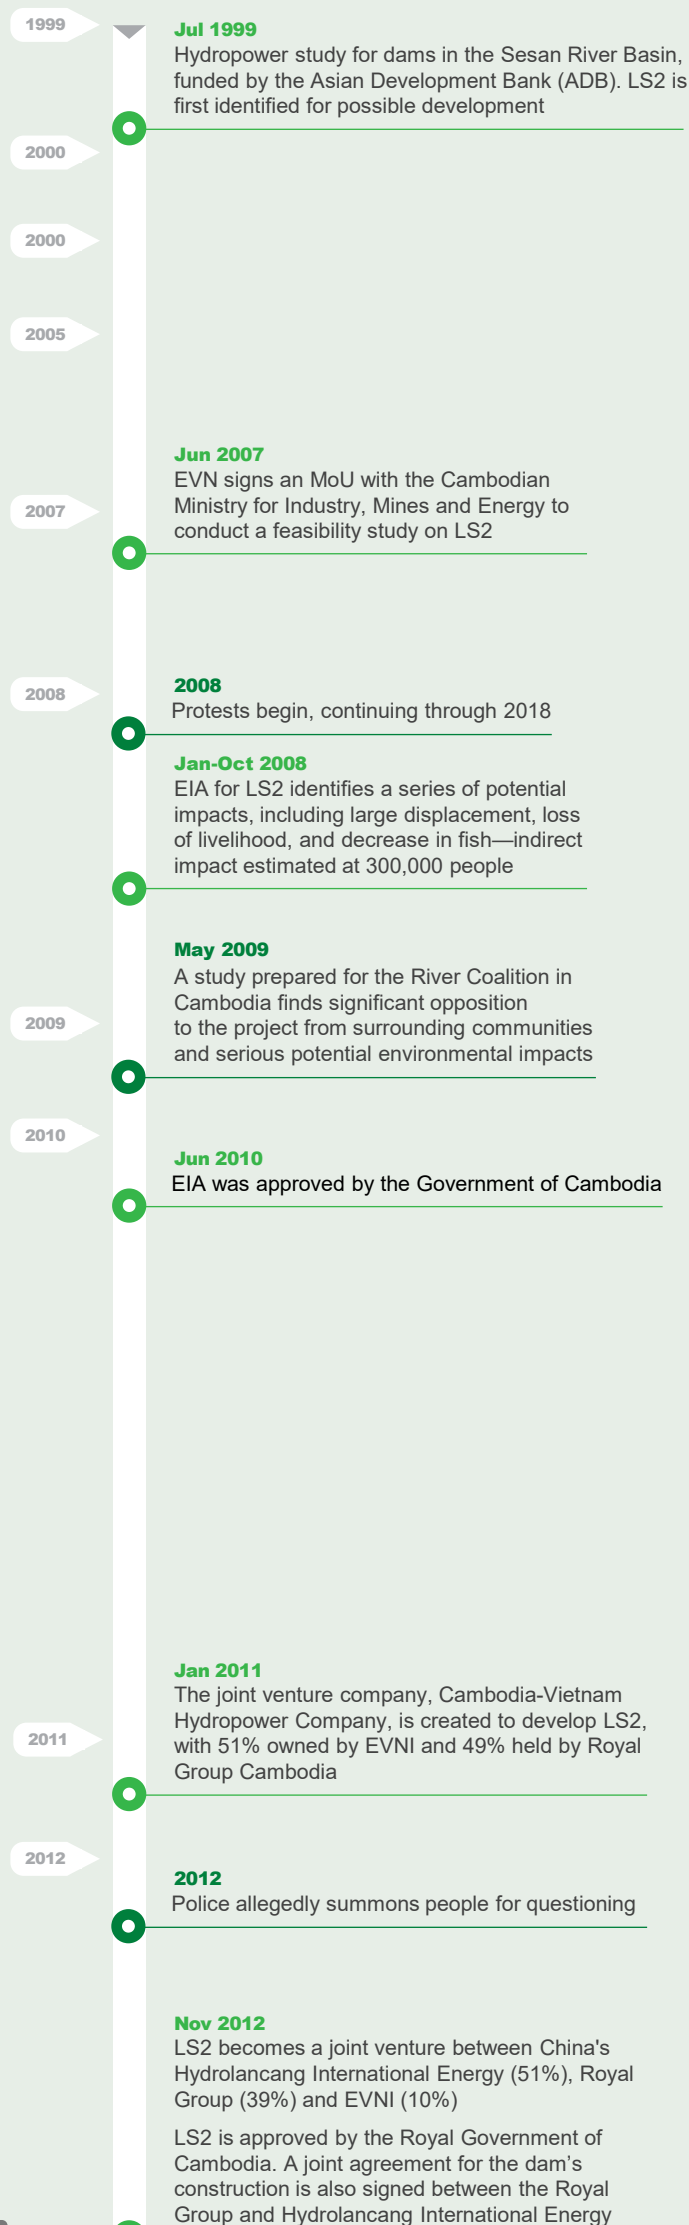 1999
Jul 1999
Hydropower study for dams in the Sesan River Basin,
funded by the Asian Development Bank (ADB). LS2 is
first identified for possible development
2000
2000
2005
Jun 2007
EVN signs an MoU with the Cambodian
Ministry for Industry, Mines and Energy to
conduct a feasibility study on LS2
2007
2008
2008
Protests begin, continuing through 2018
Jan-Oct 2008
EIA for LS2 identifies a series of potential
impacts, including large displacement, loss
of livelihood, and decrease in fish—indirect
impact estimated at 300,000 people
May 2009
A study prepared for the River Coalition in
Cambodia finds significant opposition
to the project from surrounding communities
and serious potential environmental impacts
2009
2010
Jun 2010
EIA was approved by the Government of Cambodia
Jan 2011
The joint venture company, Cambodia-Vietnam
Hydropower Company, is created to develop LS2,
with 51% owned by EVNI and 49% held by Royal
Group Cambodia
2011
2012
2012
Police allegedly summons people for questioning
Nov 2012
LS2 becomes a joint venture between China's
Hydrolancang International Energy (51%), Royal
Group (39%) and EVNI (10%)
LS2 is approved by the Royal Government of
Cambodia. A joint agreement for the dam’s
construction is also signed between the Royal
Group and Hydrolancang International Energy